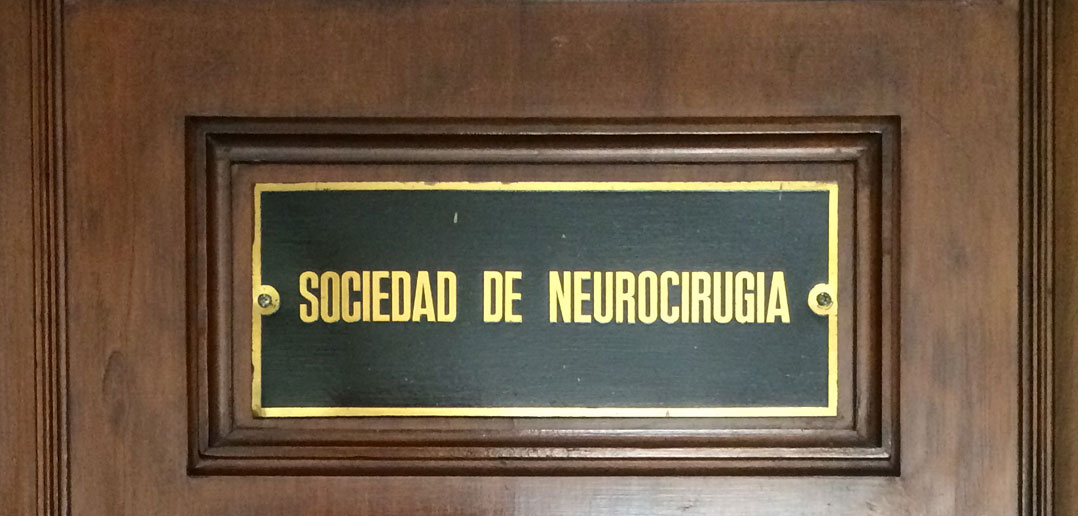 SOCIEDAD DE NEUROCIRUGIA